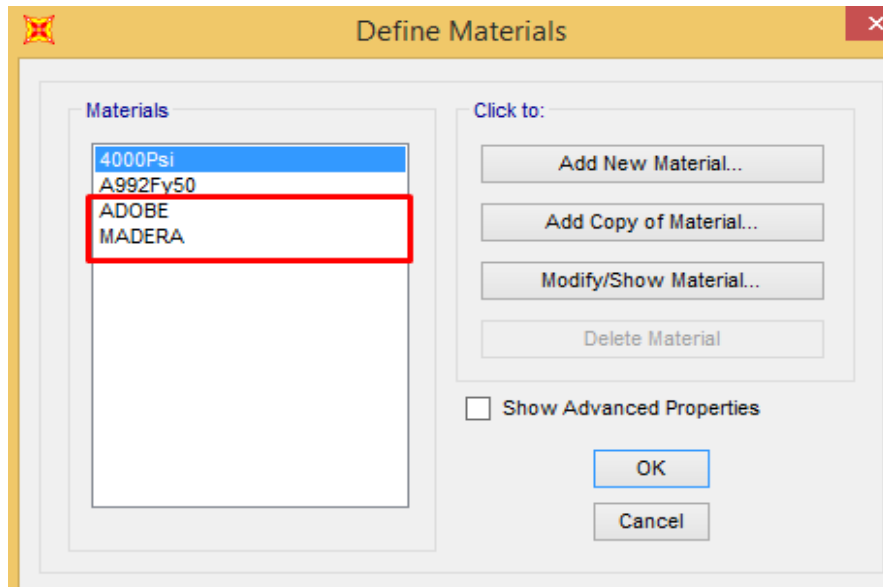 Define Materials
Materials
4000Psi
A992Fy50
ADOBE
MADERA
Click to:
Add New Material...
Add Copy of Material...
Modify/Show Material...
Delete Material
Show Advanced Properties
OK
Cancel